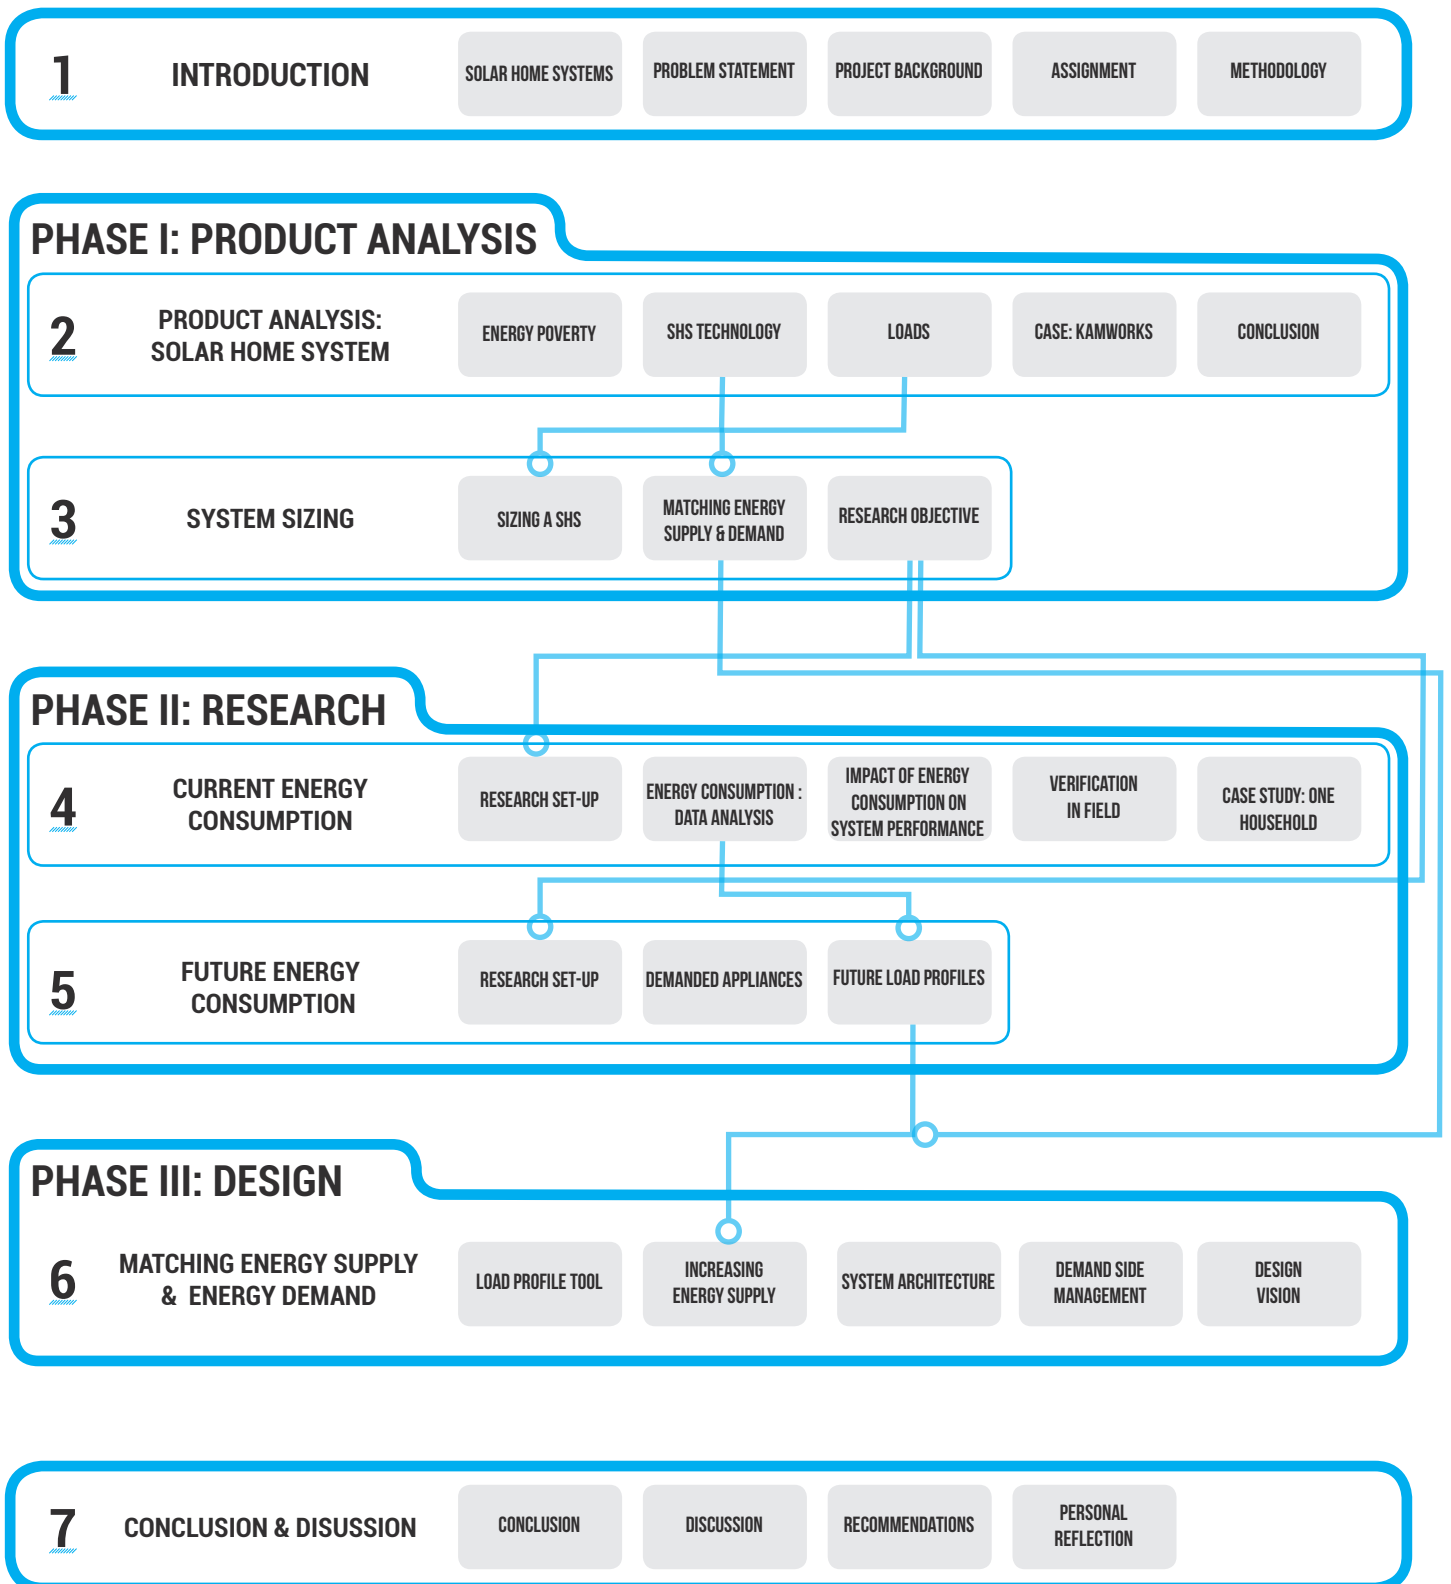 1
INTRODUCTION
SOLAR HOME SYSTEMS
PROBLEM STATEMENT
PROJECT BACKGROUND
ASSIGNMENT
METHODOLOGY
PHASE I: PRODUCT ANALYSIS
2
PRODUCT ANALYSIS:
SOLAR HOME SYSTEM
ENERGY POVERTY
SHS TECHNOLOGY
LOADS
CASE: KAMWORKS
CONCLUSION
3
SYSTEM SIZING
SIZING A SHS
MATCHING ENERGY
SUPPLY & DEMAND
RESEARCH OBJECTIVE
PHASE II: RESEARCH
4
CURRENT ENERGY
CONSUMPTION
RESEARCH SET-UP
ENERGY CONSUMPTION :
DATA ANALYSIS
IMPACT OF ENERGY
CONSUMPTION ON
SYSTEM PERFORMANCE
VERIFICATION
IN FIELD
CASE STUDY: ONE
HOUSEHOLD
5
FUTURE ENERGY
CONSUMPTION
RESEARCH SET-UP
DEMANDED APPLIANCES
FUTURE LOAD PROFILES
PHASE III: DESIGN
6
MATCHING ENERGY SUPPLY
& ENERGY DEMAND
LOAD PROFILE TOOL
INCREASING
ENERGY SUPPLY
SYSTEM ARCHITECTURE
DEMAND SIDE
MANAGEMENT
DESIGN
VISION
7
CONCLUSION & DISUSSION
CONCLUSION
DISCUSSION
RECOMMENDATIONS
PERSONAL
REFLECTION